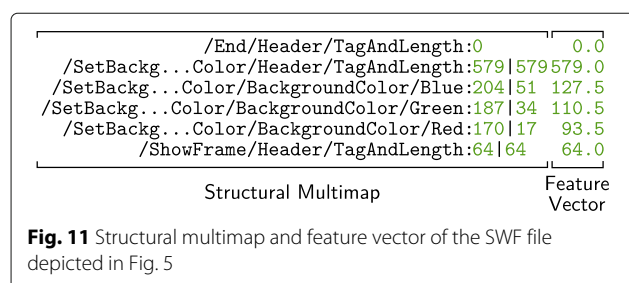 /End/Header/TagAndLength:0 0.0
/SetBackg...Color/Header/TagAndLength:579|579 579.0
/SetBackg...Color/BackgroundColor/Blue:204|51 127.5
/SetBackg...Color/BackgroundColor/Green:187|34 110.5
/SetBackg...Color/BackgroundColor/Red:170|17 93.5
/ShowFrame/Header/TagAndLength:64|64 64.0
Structural Multimap
Feature
Vector
Fig. 11 Structural multimap and feature vector of the SWF file
depicted in Fig. 5